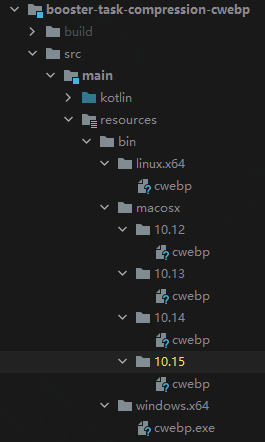 booster-task-compression-cwebp
build
src
main
kotlin
resources
bin
linux.x64
cwebp
macosx
10.12
cwebp
10.13
cwebp
10.14
cwebp
10.15
cwebp
windows.x64
cwebp.exe